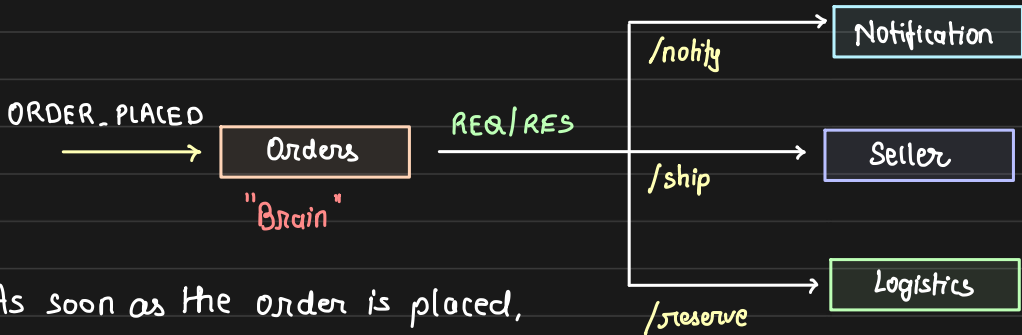 Notification
/notify
ORDER_PLACED
REQ/RES
Orders
Seller
/ship
"Brain"
Logistics
As soon as the order is placed,
/reserve